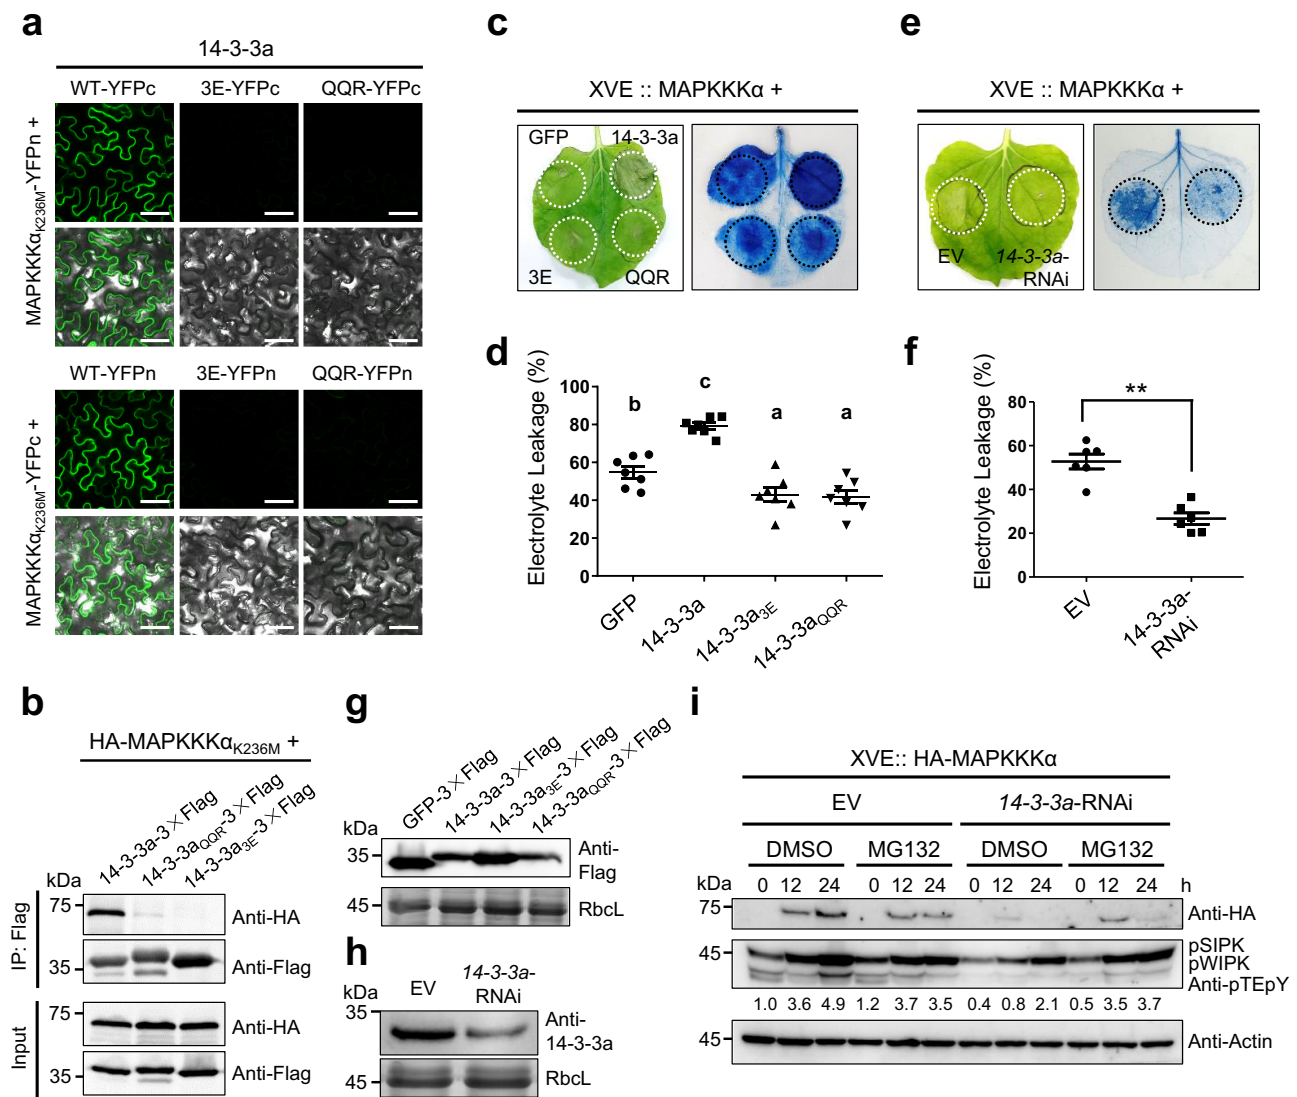 a
14-3-3a
WT-YFPc 3E-YFPc QQR-YFPc
MAPKKKαK236M-YFPn +
WT-YFPn 3E-YFPn QQR-YFPn
MAPKKKαK236M-YFPc +
b
HA-MAPKKKαK236M +
14-3-3a-3×Flag
14-3-3aQQR-3×Flag
14-3-3a3E-3×Flag
kDa
IP: Flag
75
Anti-HA
35
Anti-Flag
Input
75
Anti-HA
35
Anti-Flag
c
XVE :: MAPKKKα +
GFP 14-3-3a
3E QQR
d
Electrolyte Leakage (%)
100
80
60
40
20
0
b c a a
GFP
14-3-3a
14-3-3a3E
14-3-3aQQR
e
XVE :: MAPKKKα +
EV 14-3-3a-
RNAi
f
Electrolyte Leakage (%)
80
60
40
20
0
**
EV
14-3-3a-
RNAi
g
GFP-3×Flag
14-3-3a-3×Flag
14-3-3a3E-3×Flag
14-3-3aQQR-3×Flag
kDa
35
Anti-
Flag
45
RbcL
h
EV
14-3-3a-
RNAi
35
Anti-
14-3-3a
45
RbcL
i
XVE:: HA-MAPKKKα
EV 14-3-3a-RNAi
DMSO MG132 DMSO MG132
kDa 0 12 24 0 12 24 0 12 24 0 12 24 h
75 Anti-HA
45 pSIPK
pWIPK
Anti-pTEpY
1.0 3.6 4.9 1.2 3.7 3.5 0.4 0.8 2.1 0.5 3.5 3.7
45 Anti-Actin